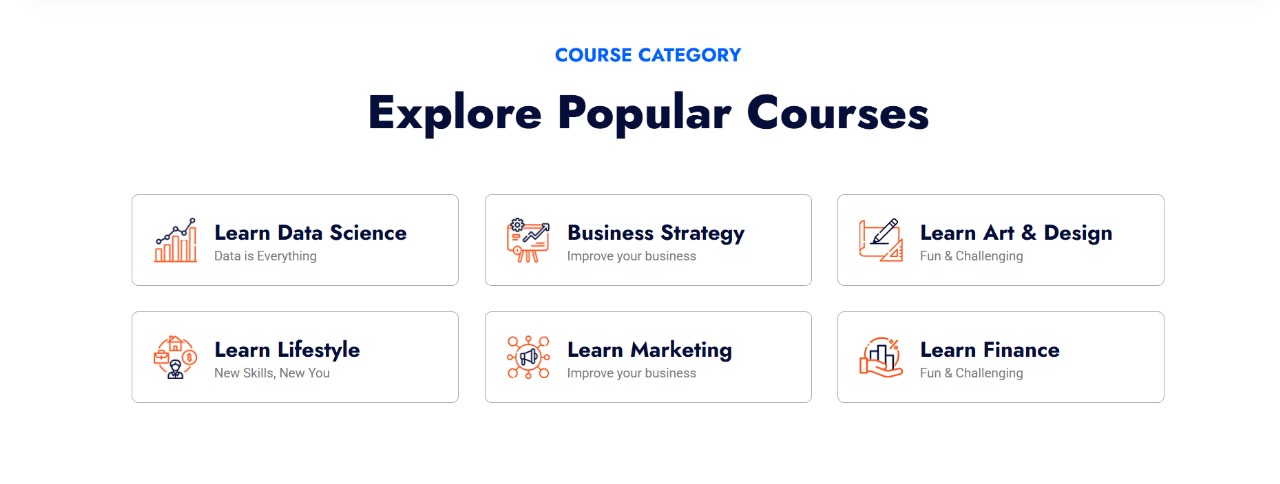 COURSE CATEGORY
Explore Popular Courses
Learn Data Science
Data is Everything
Business Strategy
Improve your business
Learn Art & Design
Fun & Challenging
Learn Lifestyle
New Skills, New You
Learn Marketing
Improve your business
Learn Finance
Fun & Challenging